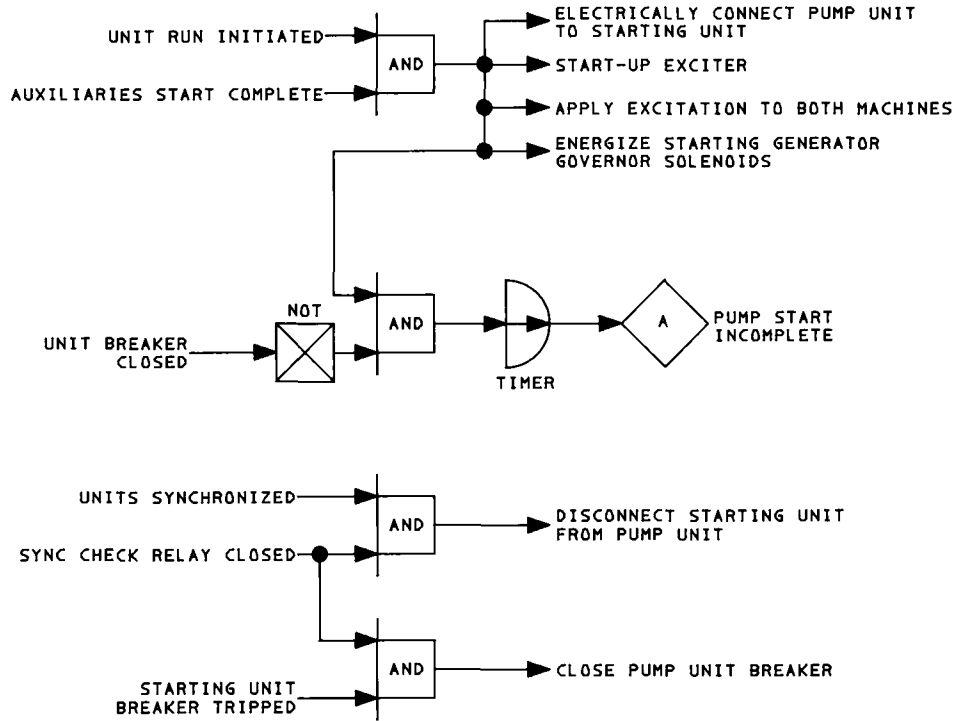 ELECTRICALLY CONNECT PUMP UNIT
TO STARTING UNIT
UNIT RUN INITIATED
AND
START-UP EXCITER
AUXILIARIES START COMPLETE
APPLY EXCITATION TO BOTH MACHINES
ENERGIZE STARTING GENERATOR
GOVERNOR SOLENOIDS
NOT
AND
A
PUMP START
INCOMPLETE
UNIT BREAKER
CLOSED
TIMER
UNITS SYNCHRONIZED
AND
DISCONNECT STARTING UNIT
FROM PUMP UNIT
SYNC CHECK RELAY CLOSED
AND
CLOSE PUMP UNIT BREAKER
STARTING UNIT
BREAKER TRIPPED